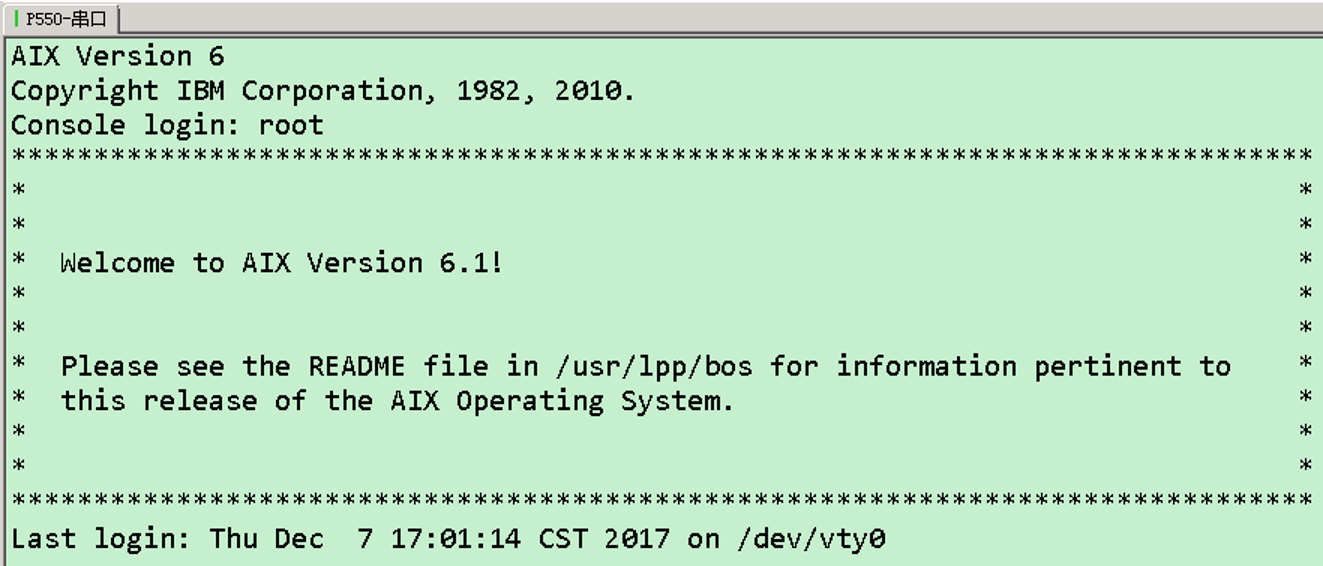 P550-串口
AIX Version 6
Copyright IBM Corporation, 1982, 2010.
Console login: root
*******************************************************************************
*                                                                             *
*                                                                             *
*  Welcome to AIX Version 6.1!                                                *
*                                                                             *
*                                                                             *
*  Please see the README file in /usr/lpp/bos for information pertinent to    *
*  this release of the AIX Operating System.                                  *
*                                                                             *
*                                                                             *
*******************************************************************************
Last login: Thu Dec  7 17:01:14 CST 2017 on /dev/vty0